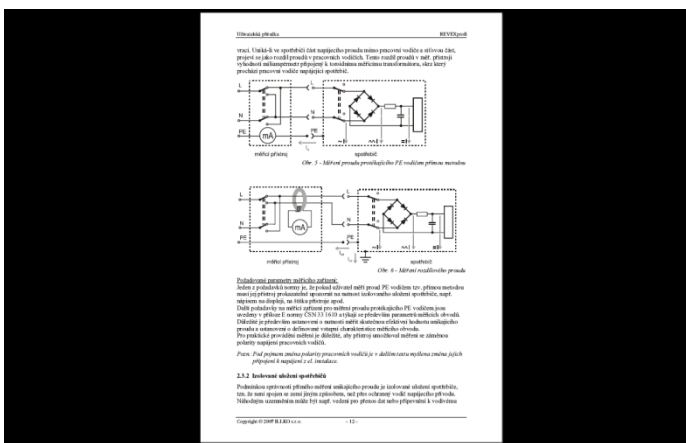 Uživatelská příručka REVEXprofi
vrací. Uniká-li ve spotřebiči část napájecího proudu mimo pracovní vodiče a síťovou část,
projeví se jako rozdíl proudů v pracovních vodičích. Tento rozdíl proudů v měř. přístroji
vyhodnotí miliampérmetr připojený k toroidnímu měřicímu transformátoru, skrz který
prochází pracovní vodiče napájející spotřebič.
L L
N N
PE mA PE
měřicí přístroj spotřebič
Obr. 5 - Měření proudu protékajícího PE vodičem přímou metodou
L L
N mA N
PE PE
měřicí přístroj spotřebič
Obr. 6 - Měření rozdílového proudu
Požadované parametry měřicího zařízení:
Jeden z požadavků normy je, že pokud uživatel měří proud PE vodičem tzv. přímou metodou
musí jej přístroj prokazatelně upozornit na nutnost izolovaného uložení spotřebiče, např.
nápisem na displeji, na štítku přístroje apod.
Další požadavky na měřicí zařízení pro měření proudu protékajícího PE vodičem jsou
uvedeny v příloze E normy ČSN 33 1610 a týkají se především parametrů měřicích obvodů.
Důležité je především ustanovení o nutnosti měřit skutečnou efektivní hodnotu unikajícího
proudu a ustanovení o definované vstupní charakteristice měřicího obvodu.
Pro praktické provádění měření je důležité, aby přístroj umožňoval měření se záměnou
polarity napájení pracovních vodičů.
Pozn: Pod pojmem změna polarity pracovních vodičů je v dalším textu myšlena změna jejich
připojení k napájení z el. instalace.
2.3.2 Izolované uložení spotřebičů
Podmínkou správnosti přímého měření unikajícího proudu je izolované uložení spotřebiče,
tzn. že není spojen se zemí jiným způsobem, než přes ochranný vodič napájecího přívodu.
Náhodným uzemněním může být např. vedení pro přenos dat nebo připevnění k vodivému
Copyright © 2007 ILLKO s.r.o. - 12 -